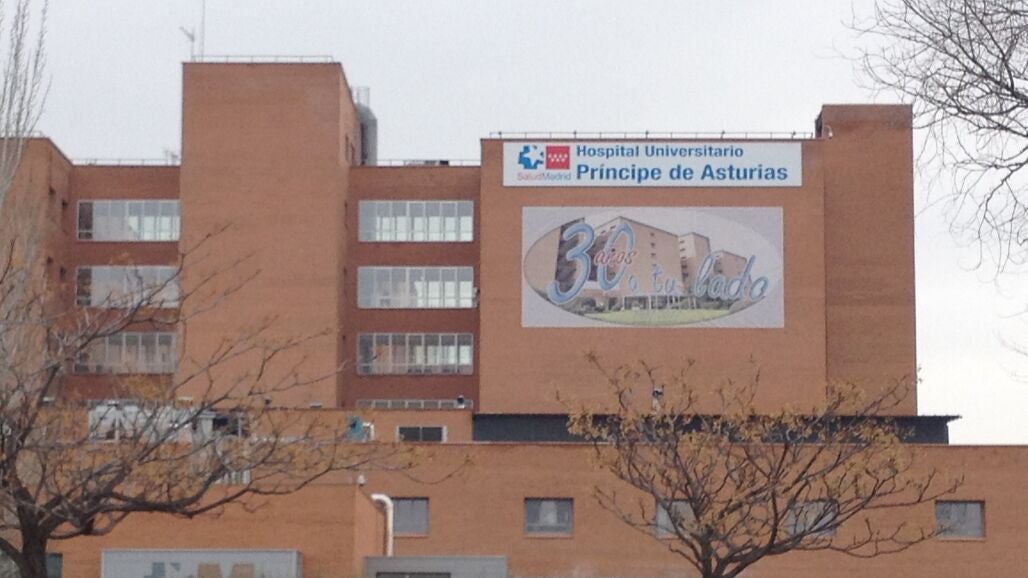 Hospital Universitario
SaludMadrid Príncipe de Asturias
30 años
a tu lado